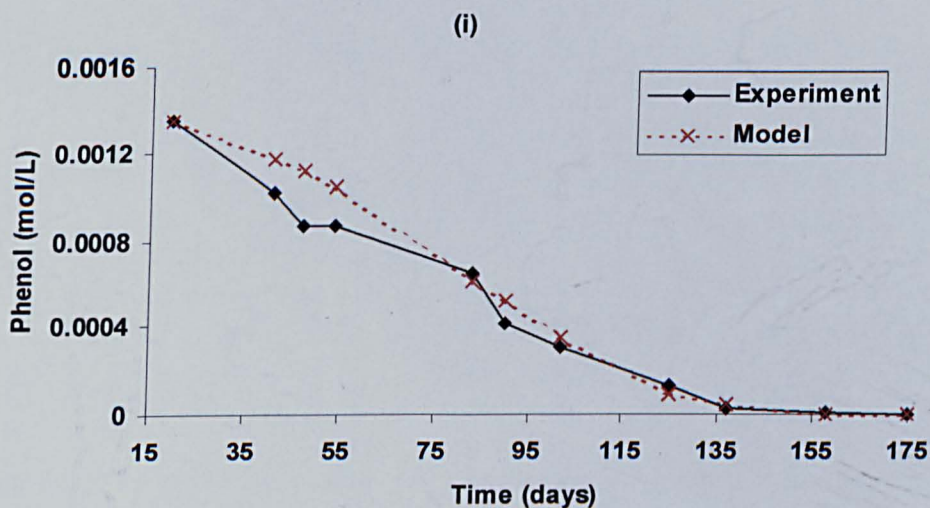 (i)
0.0016
0.0012
0.0008
0.0004
0
Phenol (mol/L)
Experiment
Model
15 35 55 75 95 115 135 155 175
Time (days)